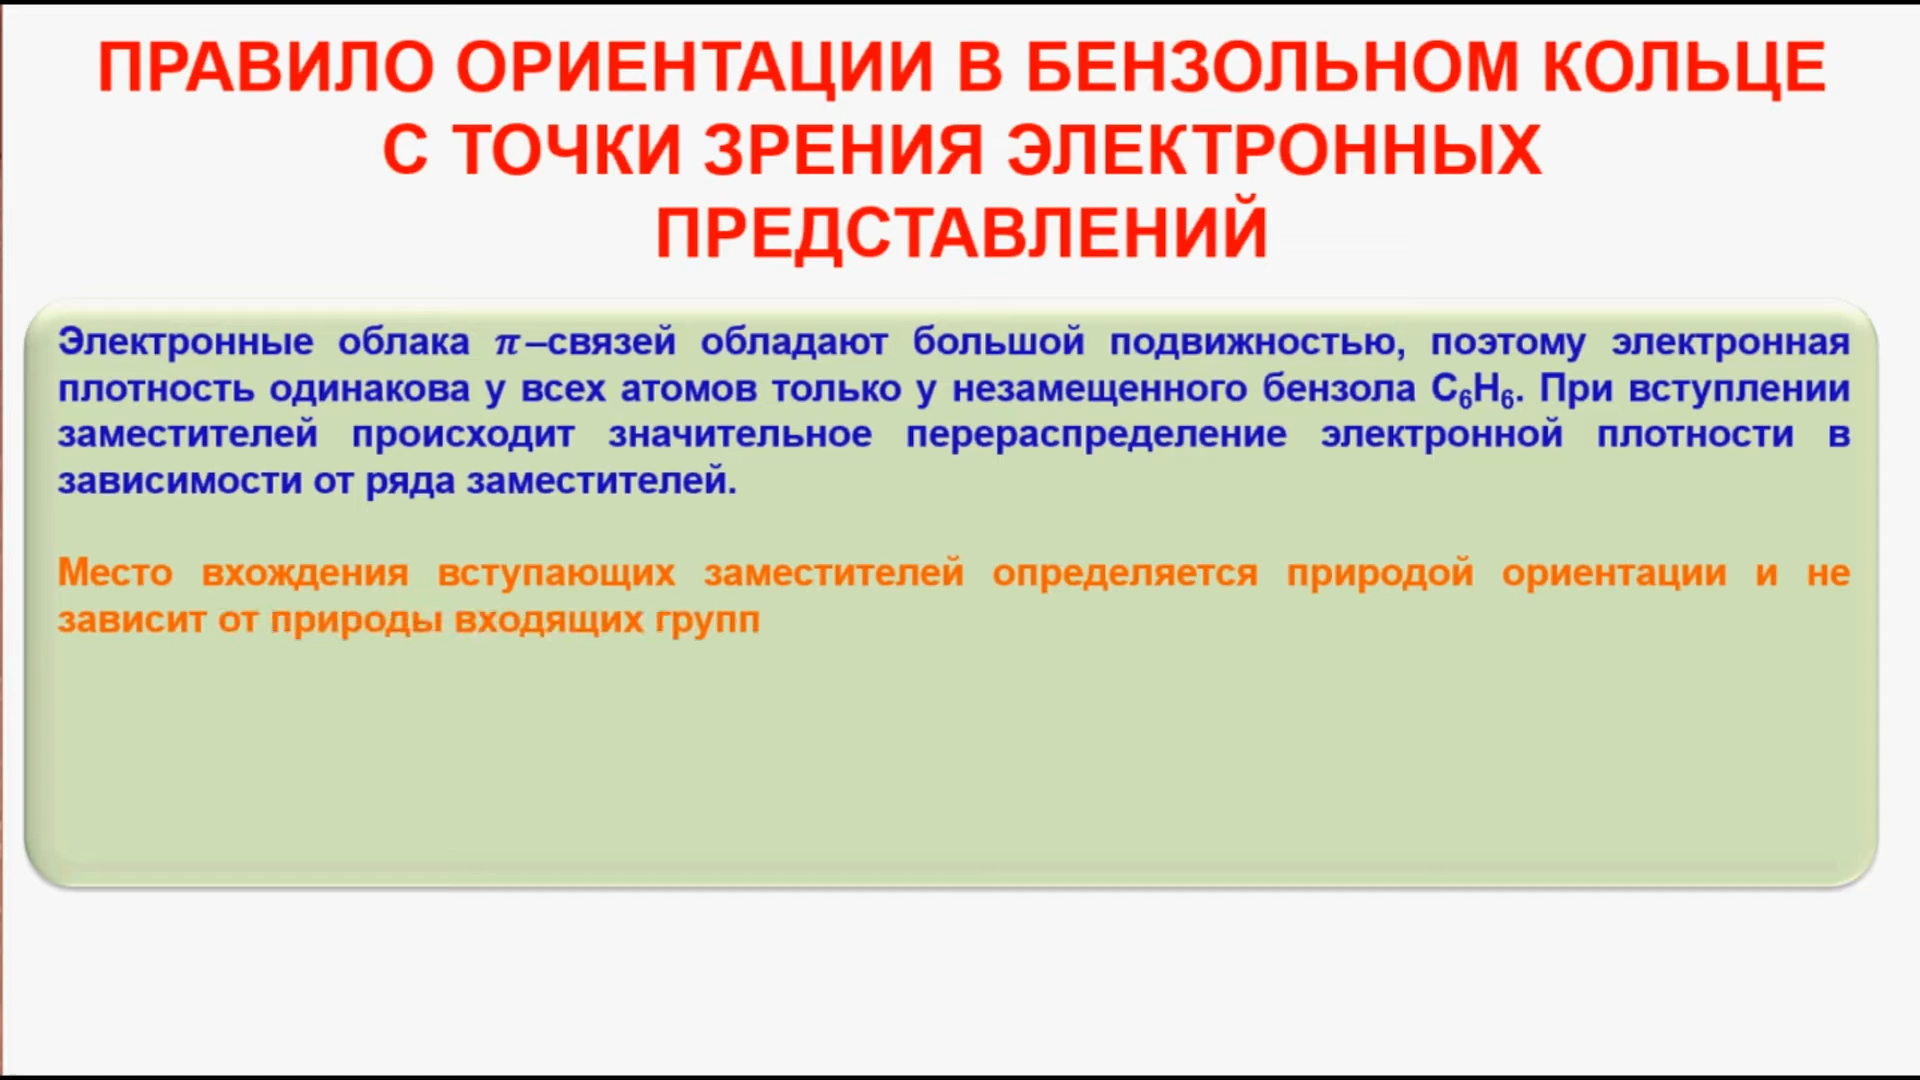 ПРАВИЛО ОРИЕНТАЦИИ В БЕНЗОЛЬНОМ КОЛЬЦЕ
С ТОЧКИ ЗРЕНИЯ ЭЛЕКТРОННЫХ
ПРЕДСТАВЛЕНИЙ
Электронные облака π–связей обладают большой подвижностью, поэтому электронная
плотность одинакова у всех атомов только у незамещенного бензола C₆H₆. При вступлении
заместителей происходит значительное перераспределение электронной плотности в
зависимости от ряда заместителей.
Место вхождения вступающих заместителей определяется природой ориентации и не
зависит от природы входящих групп